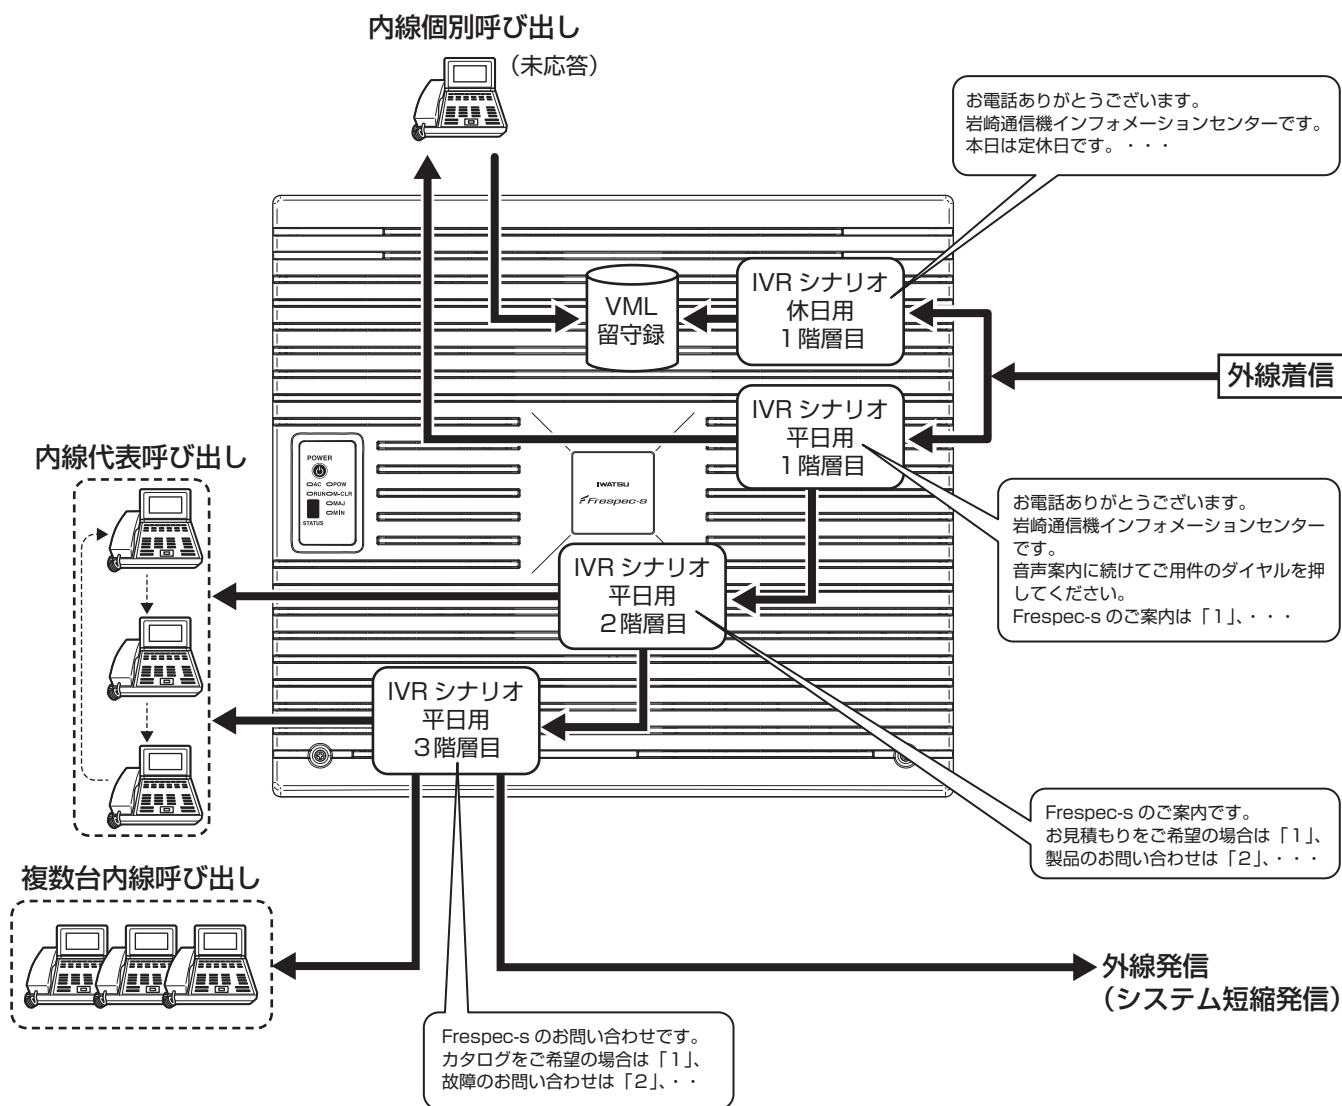 内線個別呼び出し
（未応答）
お電話ありがとうございます。
岩崎通信機インフォメーションセンターです。
本日は定休日です。・・・
VML
留守録
IVR シナリオ
休日用
1 階層目
外線着信
IVR シナリオ
平日用
1 階層目
内線代表呼び出し
POWER
AC POW
RUN M-CLR
MAJ
MIN
STATUS
IWATSU
Frespec-s
お電話ありがとうございます。
岩崎通信機インフォメーションセンター
です。
音声案内に続けてご用件のダイヤルを押
してください。
Frespec-s のご案内は「1」、・・・
IVR シナリオ
平日用
2 階層目
IVR シナリオ
平日用
3 階層目
Frespec-s のご案内です。
お見積もりをご希望の場合は「1」、
製品のお問い合わせは「2」、・・・
複数台内線呼び出し
外線発信
（システム短縮発信）
Frespec-s のお問い合わせです。
カタログをご希望の場合は「1」、
故障のお問い合わせは「2」、・・